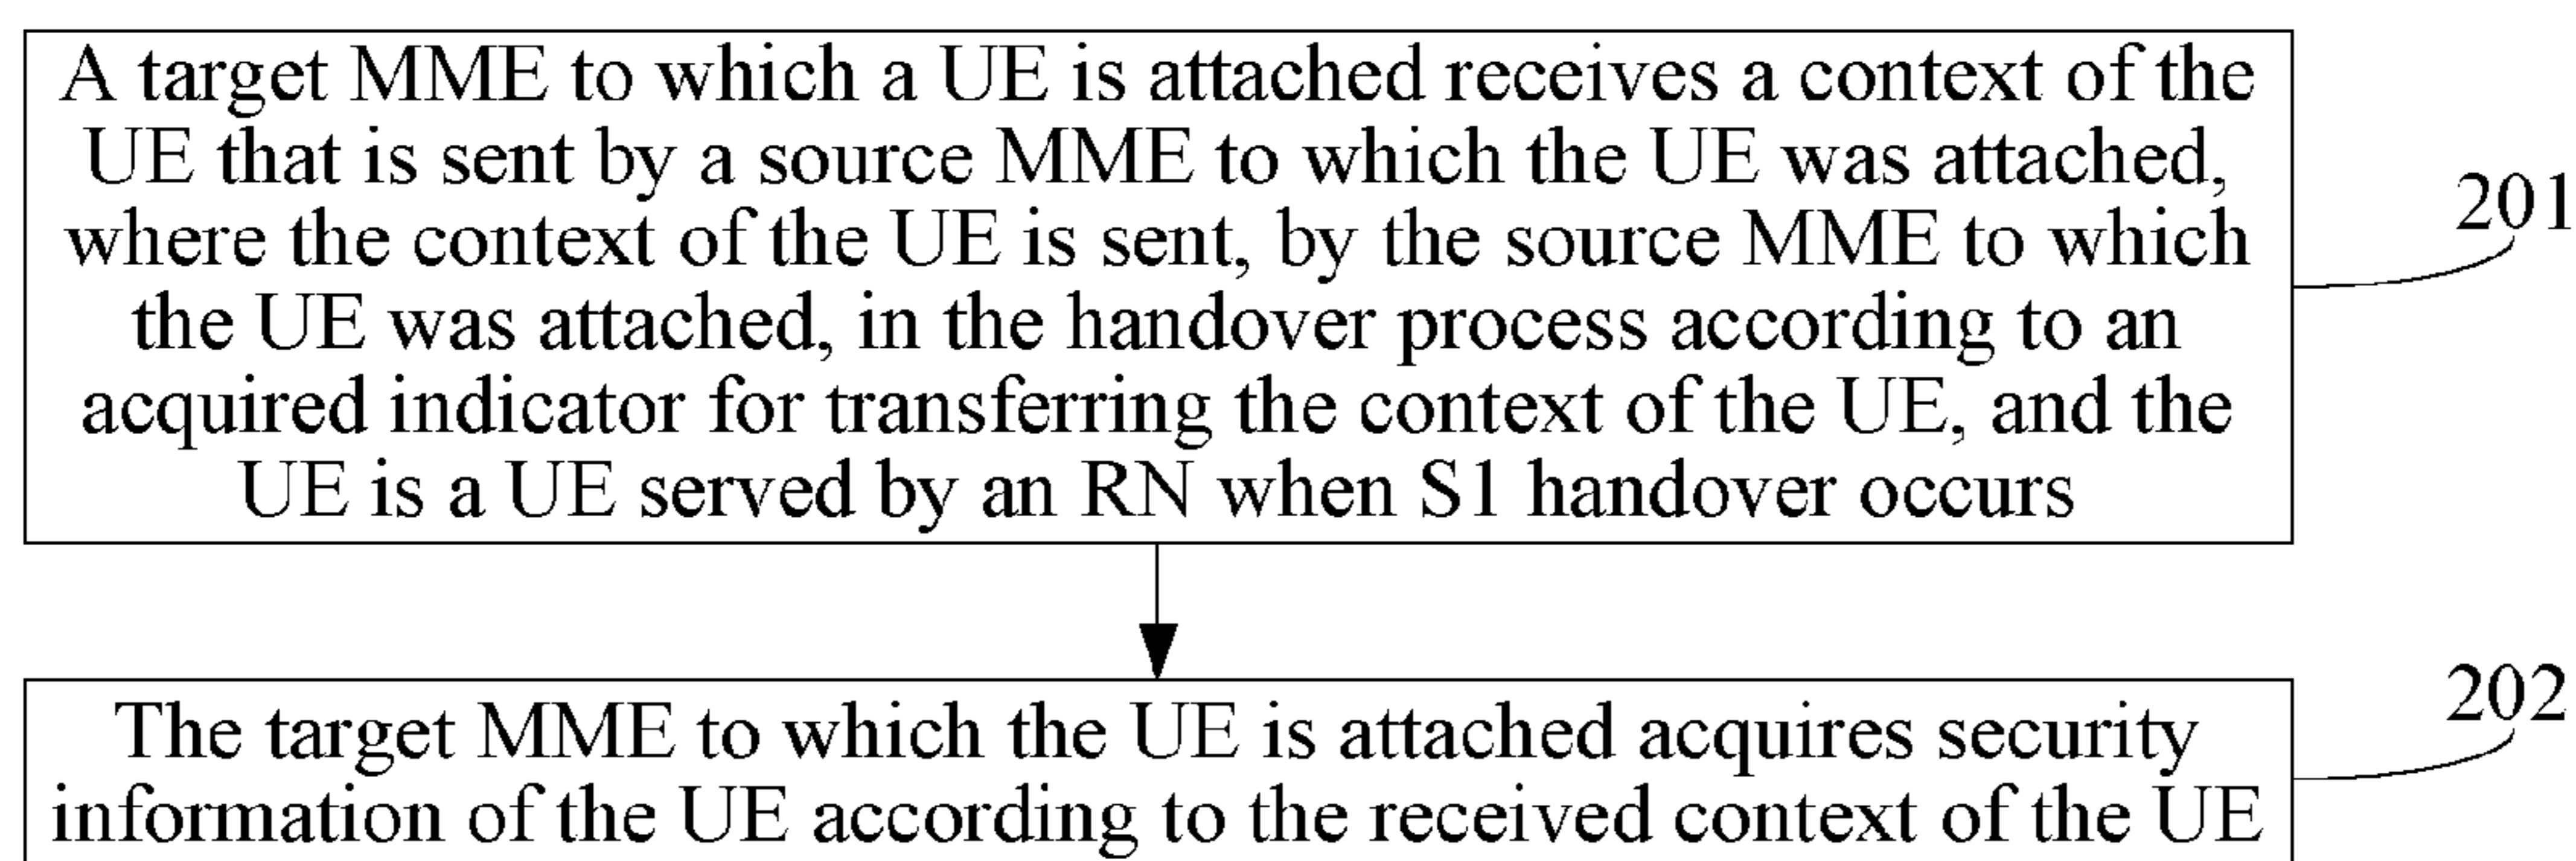 A target MME to which a UE is attached receives a context of the
UE that is sent by a source MME to which the UE was attached,
where the context of the UE is sent, by the source MME to which
the UE was attached, in the handover process according to an
acquired indicator for transferring the context of the UE, and the
UE is a UE served by an RN when S1 handover occurs
201
The target MME to which the UE is attached acquires security
information of the UE according to the received context of the UE
202